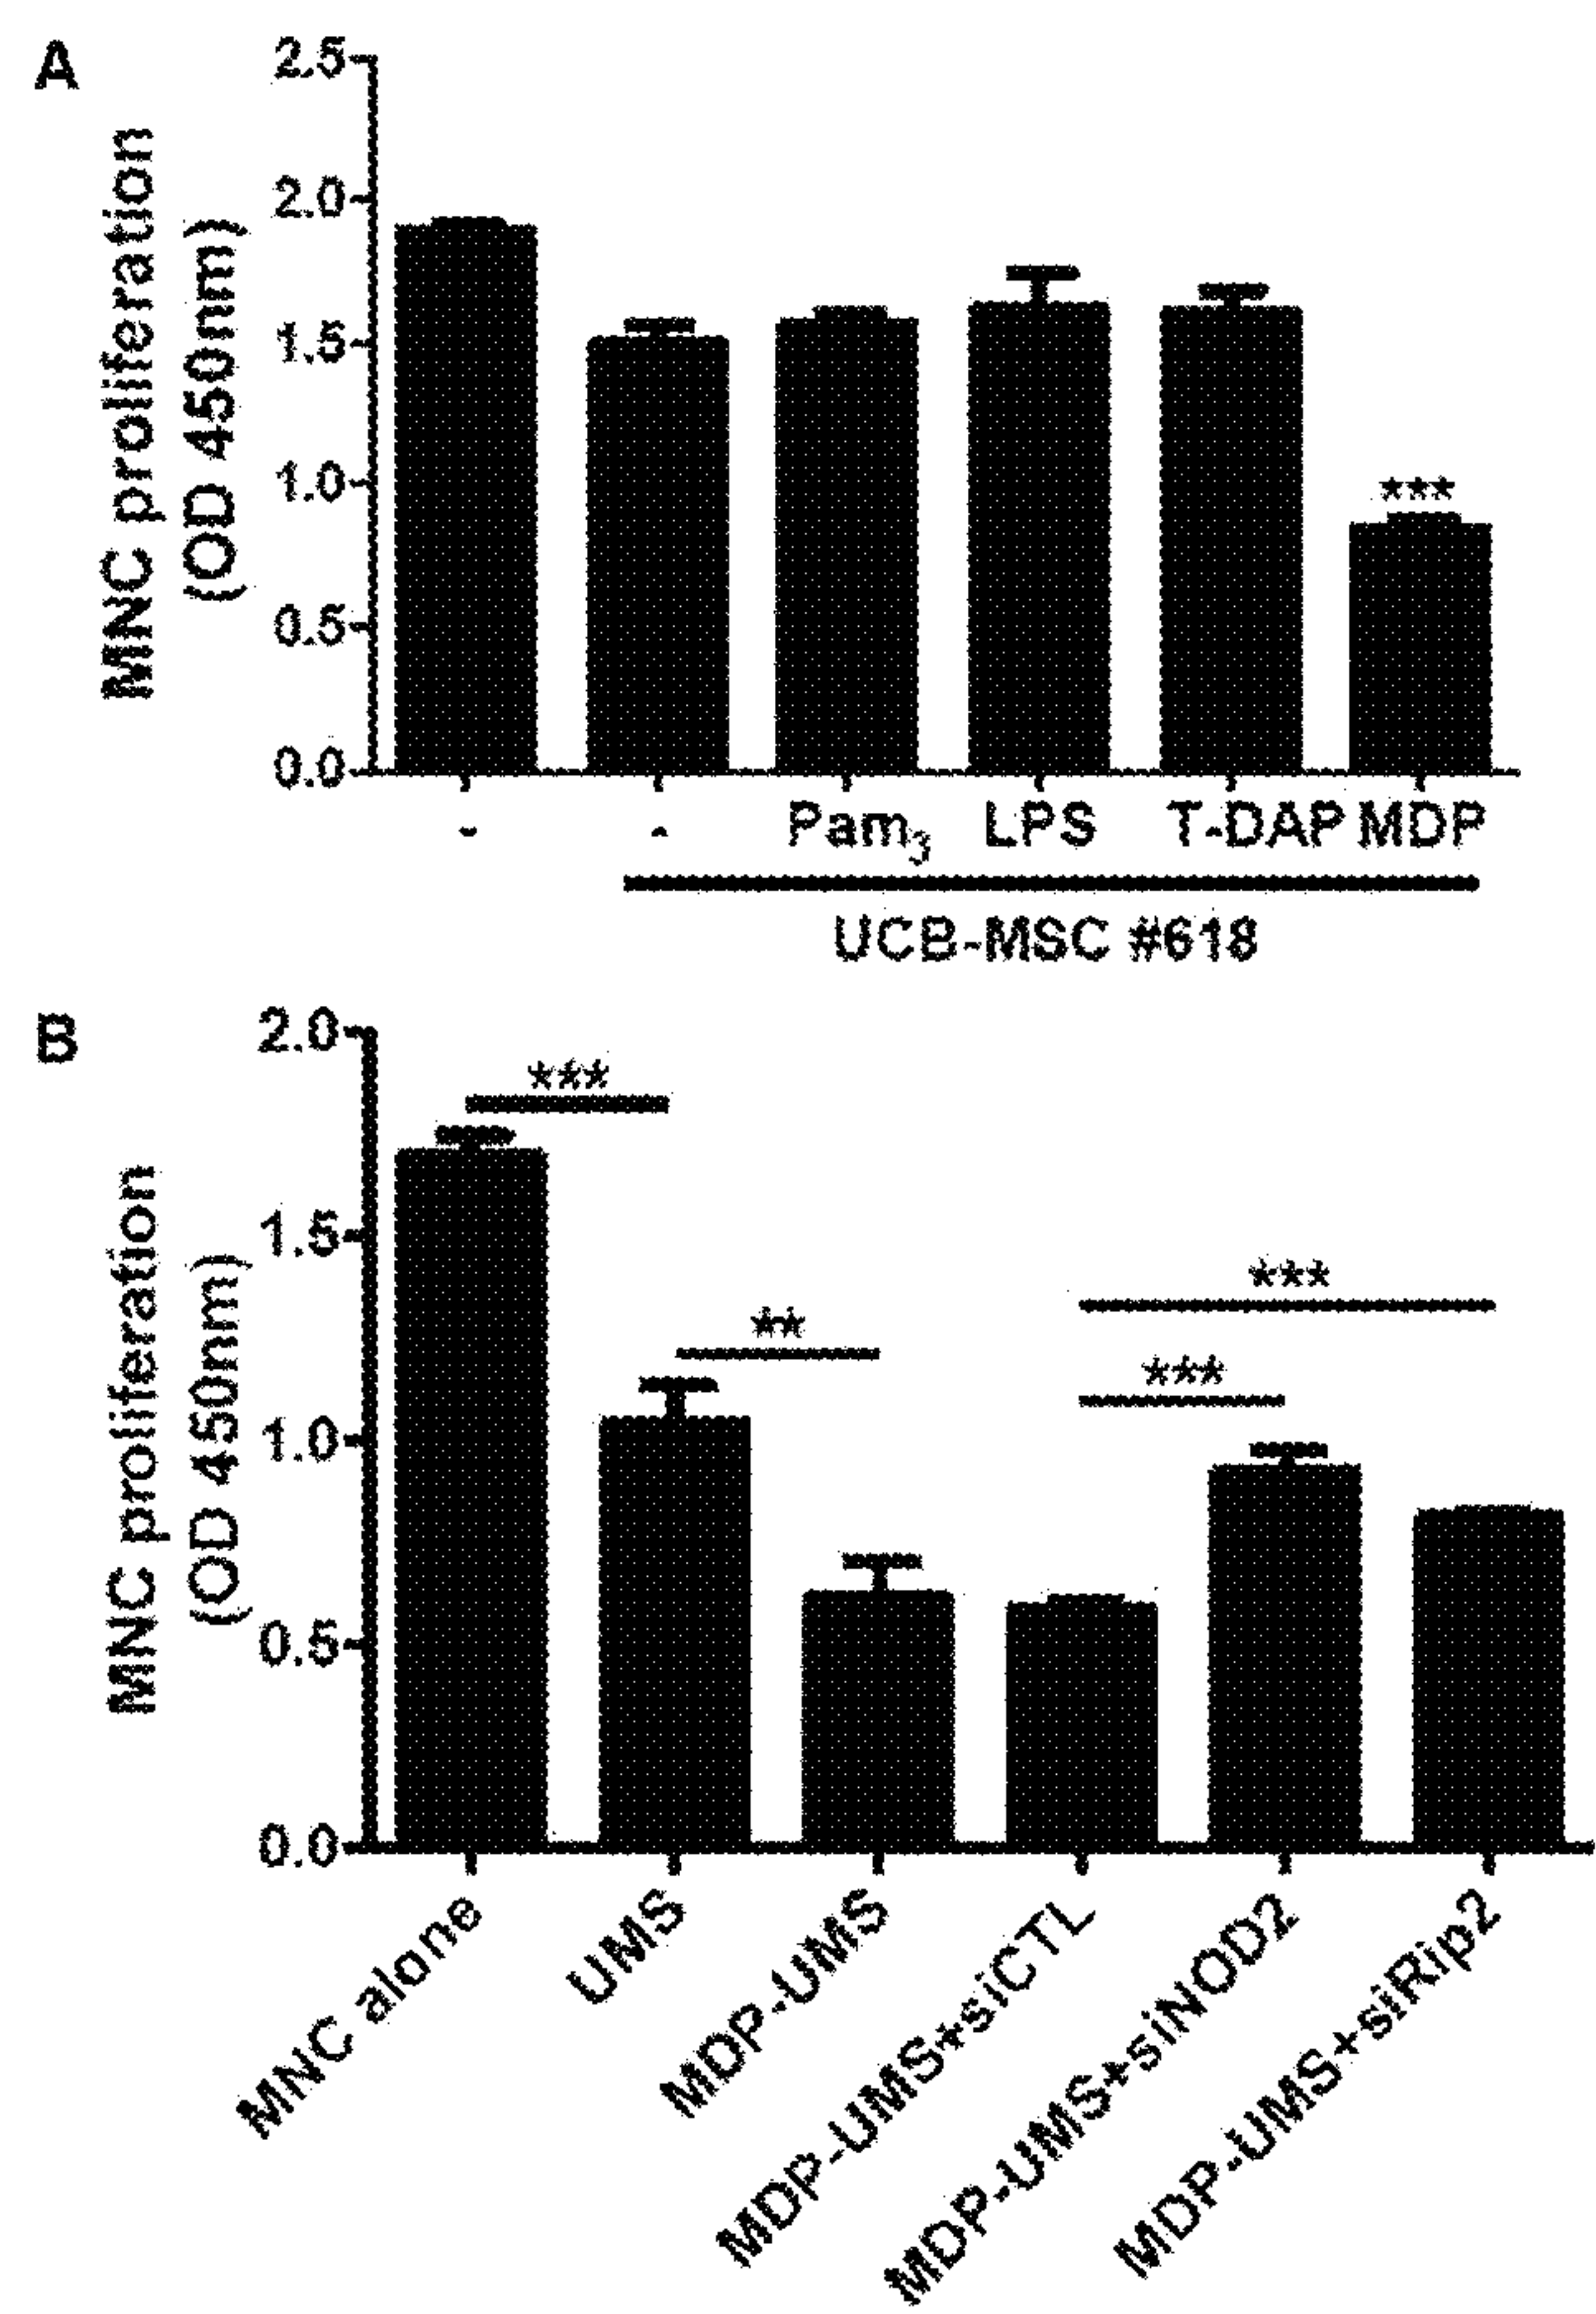 A
MNC proliferation
(OD 450nm)
2.5
2.0
1.5
1.0
0.5
0.0
***
- - Pam3 LPS T-DAP MDP
UCB-MSC #618
B
MNC proliferation
(OD 450nm)
2.0
1.5
1.0
0.5
0.0
***
**
***
***
MNC alone
UMS
MDP-UMS
MDP-UMS+siCTL
MDP-UMS+siNOD2
MDP-UMS+siRip2